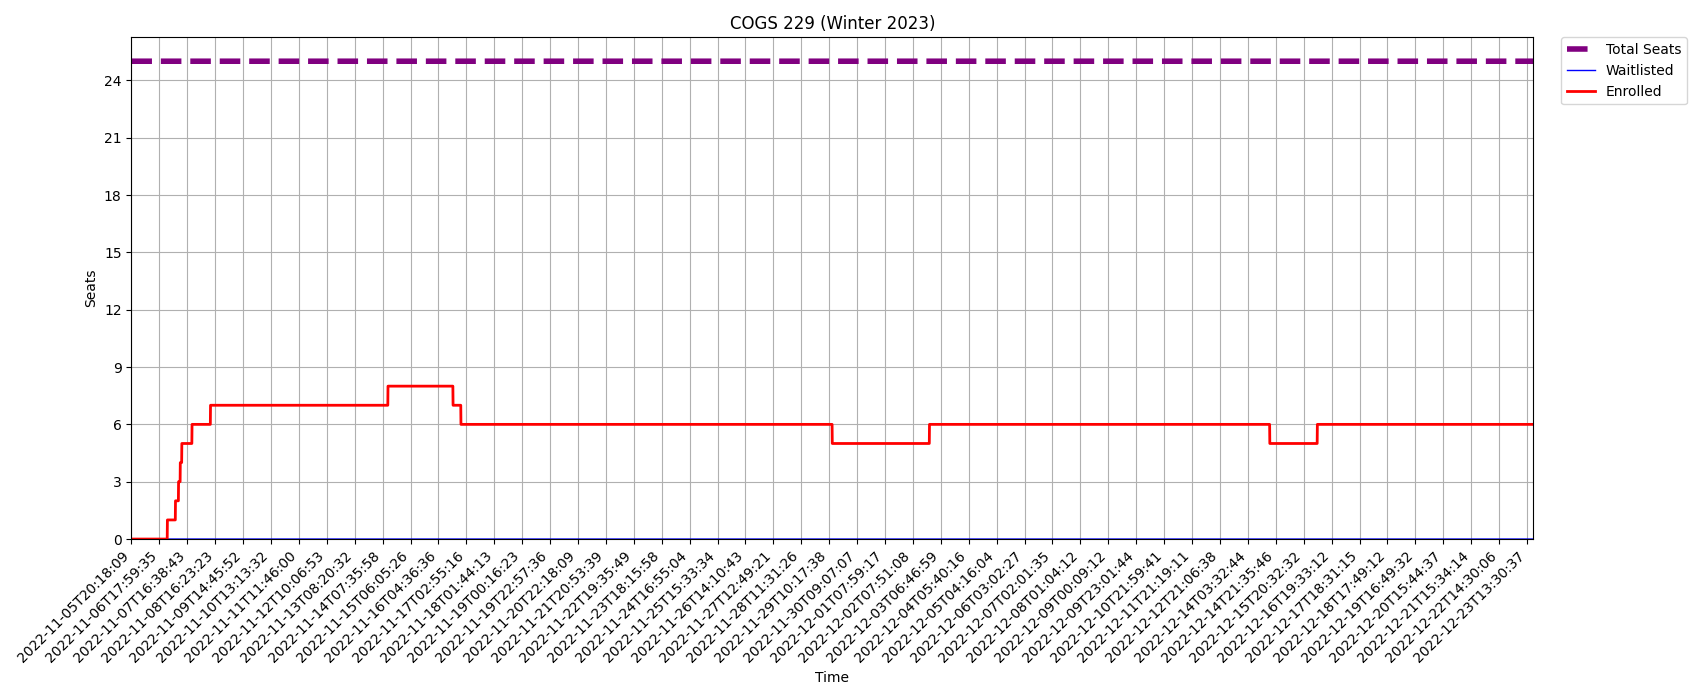 COGS 229 (Winter 2023)
Total Seats
Waitlisted
Enrolled
Seats
24
21
18
15
12
9
6
3
0
2022-11-05T20:18:09
2022-11-06T17:59:35
2022-11-07T16:38:43
2022-11-08T16:23:23
2022-11-09T14:45:52
2022-11-10T13:13:32
2022-11-11T11:46:00
2022-11-12T10:06:53
2022-11-13T08:20:32
2022-11-14T07:35:58
2022-11-15T06:05:26
2022-11-16T04:36:36
2022-11-17T02:55:16
2022-11-18T01:44:13
2022-11-19T00:16:23
2022-11-19T22:57:36
2022-11-20T22:18:09
2022-11-21T20:53:39
2022-11-22T19:35:49
2022-11-23T18:15:58
2022-11-24T16:55:04
2022-11-25T15:33:34
2022-11-26T14:10:43
2022-11-27T12:49:21
2022-11-28T11:31:26
2022-11-29T10:17:38
2022-11-30T09:07:07
2022-12-01T07:59:17
2022-12-02T07:51:08
2022-12-03T06:46:59
2022-12-04T05:40:16
2022-12-05T04:16:04
2022-12-06T03:02:27
2022-12-07T02:01:35
2022-12-08T01:04:12
2022-12-09T00:09:12
2022-12-09T23:01:44
2022-12-10T21:59:41
2022-12-11T21:19:11
2022-12-12T21:06:38
2022-12-14T03:32:44
2022-12-14T21:35:46
2022-12-15T20:32:32
2022-12-16T19:33:12
2022-12-17T18:31:15
2022-12-18T17:49:12
2022-12-19T16:49:32
2022-12-20T15:44:37
2022-12-21T15:34:14
2022-12-22T14:30:06
2022-12-23T13:30:37
Time